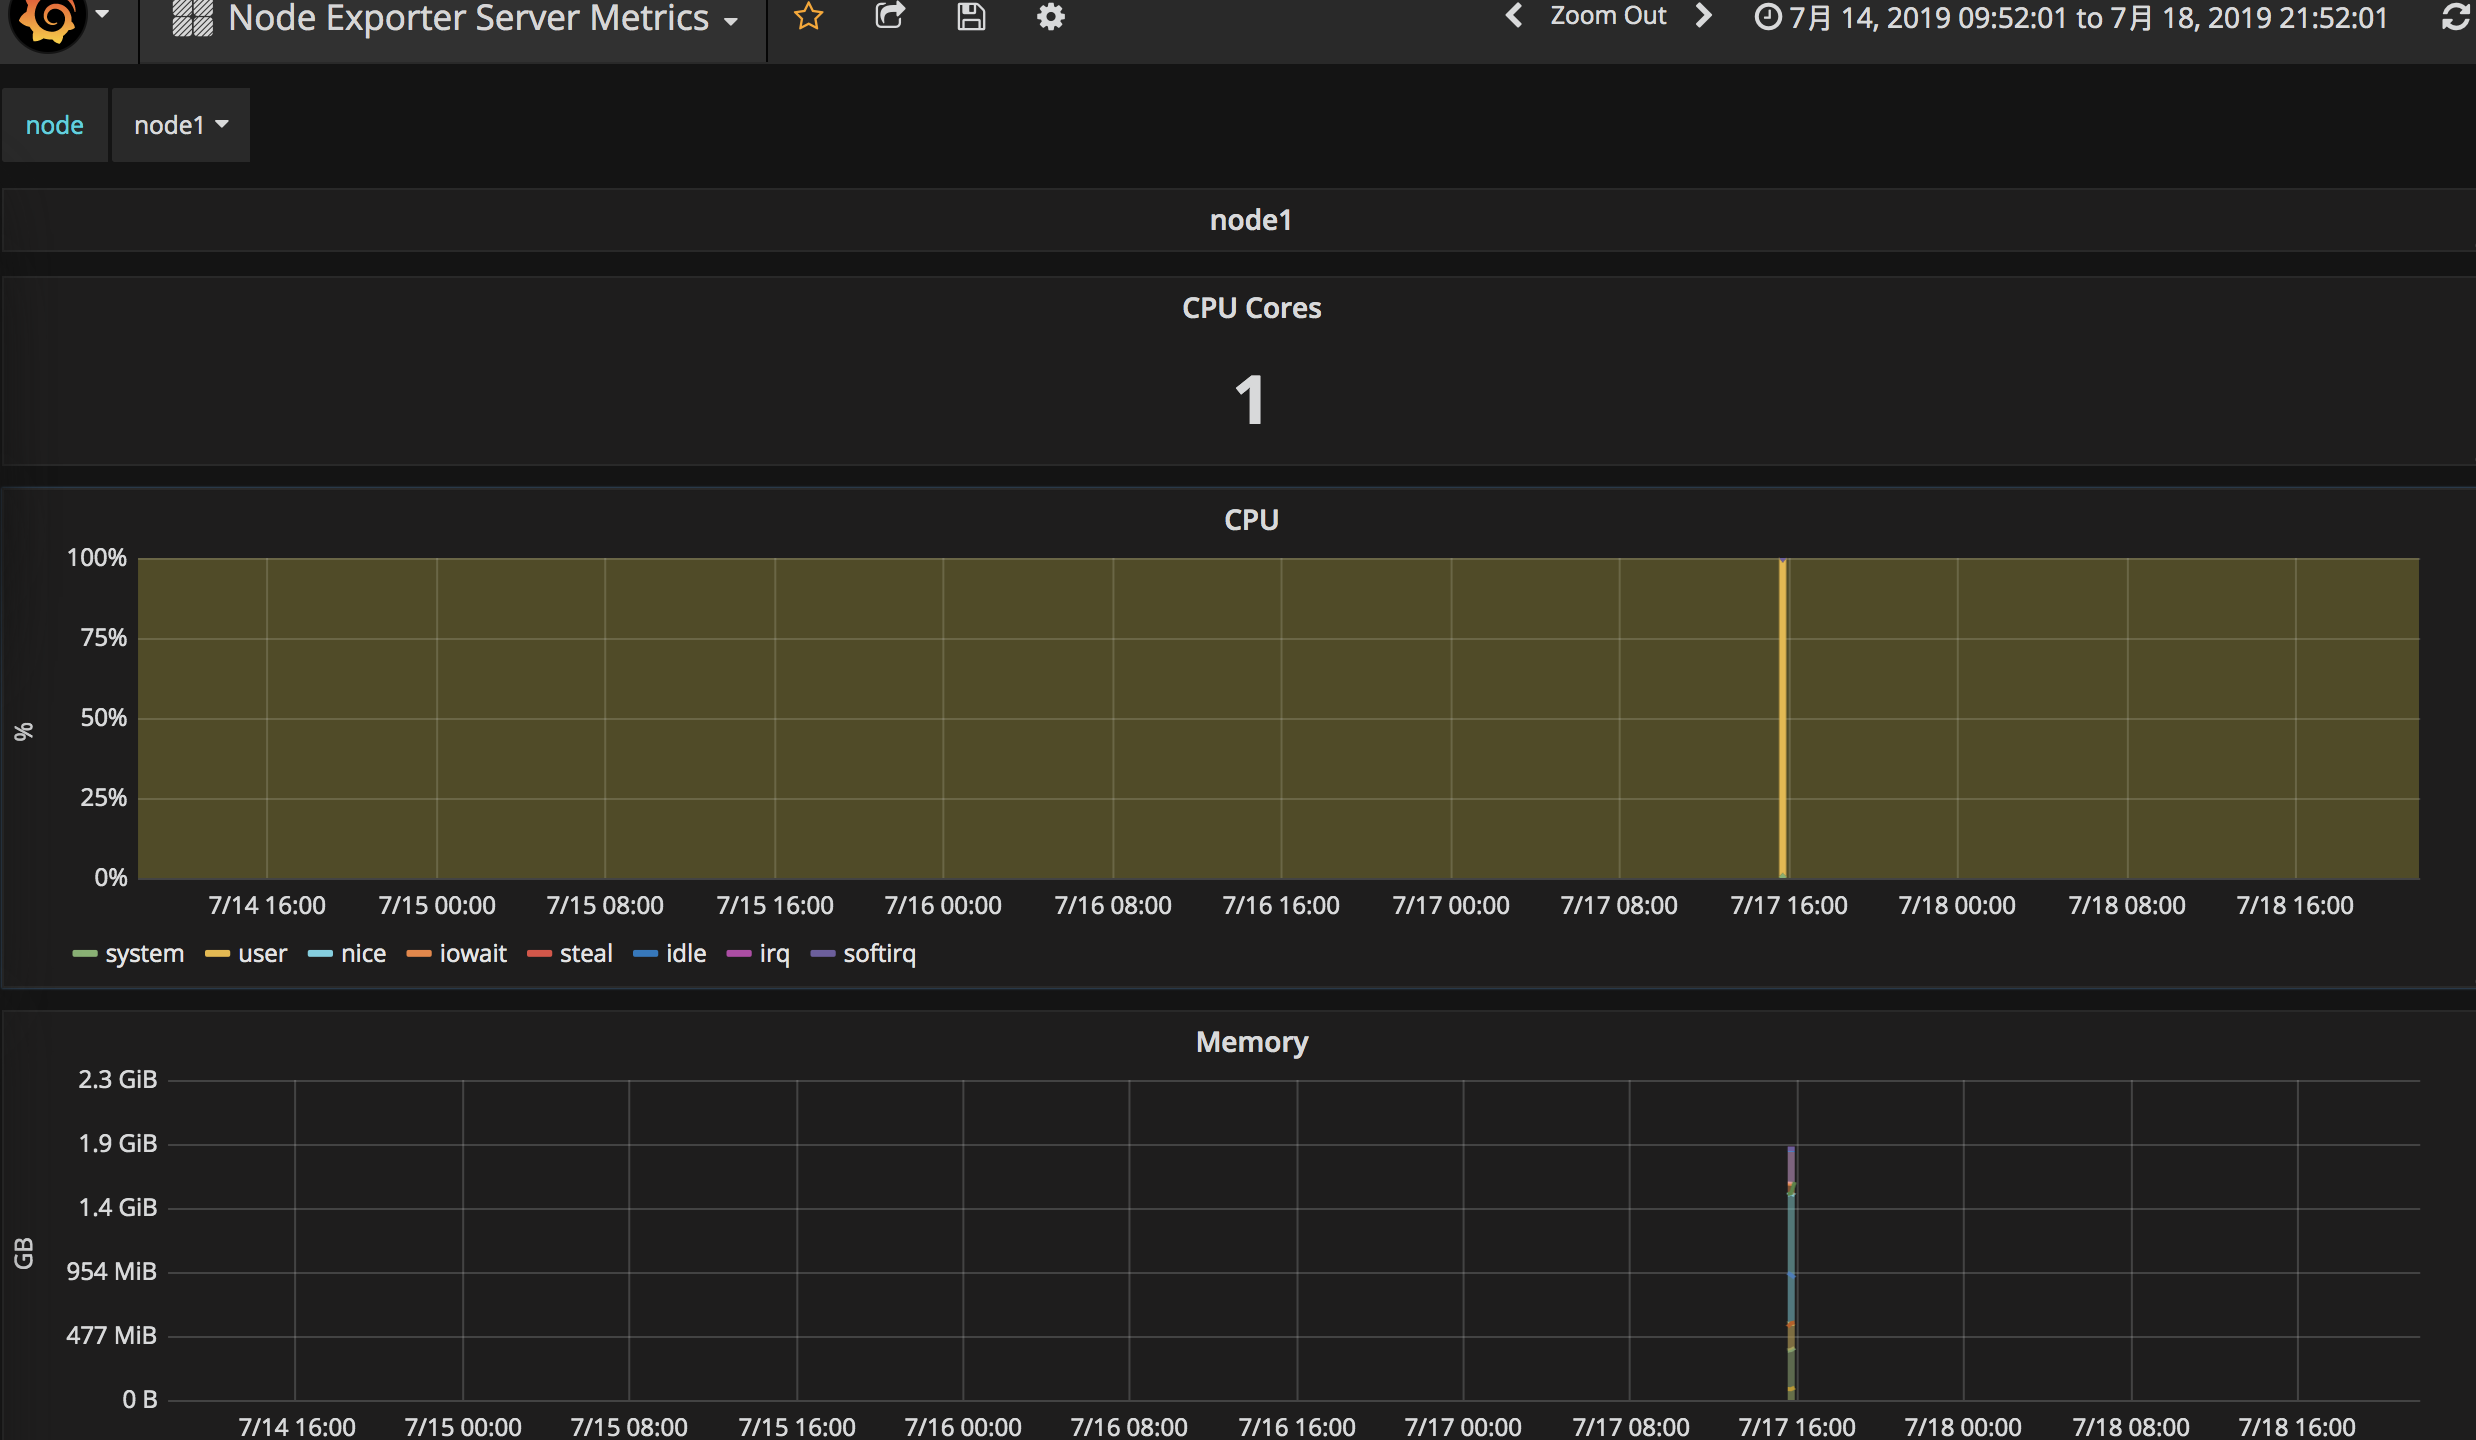 Node Exporter Server Metrics
Zoom Out
7月 14, 2019 09:52:01 to 7月 18, 2019 21:52:01
node
node1
node1
CPU Cores
1
CPU
100%
75%
50%
25%
0%
%
7/14 16:00 7/15 00:00 7/15 08:00 7/15 16:00 7/16 00:00 7/16 08:00 7/16 16:00 7/17 00:00 7/17 08:00 7/17 16:00 7/18 00:00 7/18 08:00 7/18 16:00
system user nice iowait steal idle irq softirq
Memory
2.3 GiB
1.9 GiB
1.4 GiB
954 MiB
477 MiB
0 B
GB
7/14 16:00 7/15 00:00 7/15 08:00 7/15 16:00 7/16 00:00 7/16 08:00 7/16 16:00 7/17 00:00 7/17 08:00 7/17 16:00 7/18 00:00 7/18 08:00 7/18 16:00